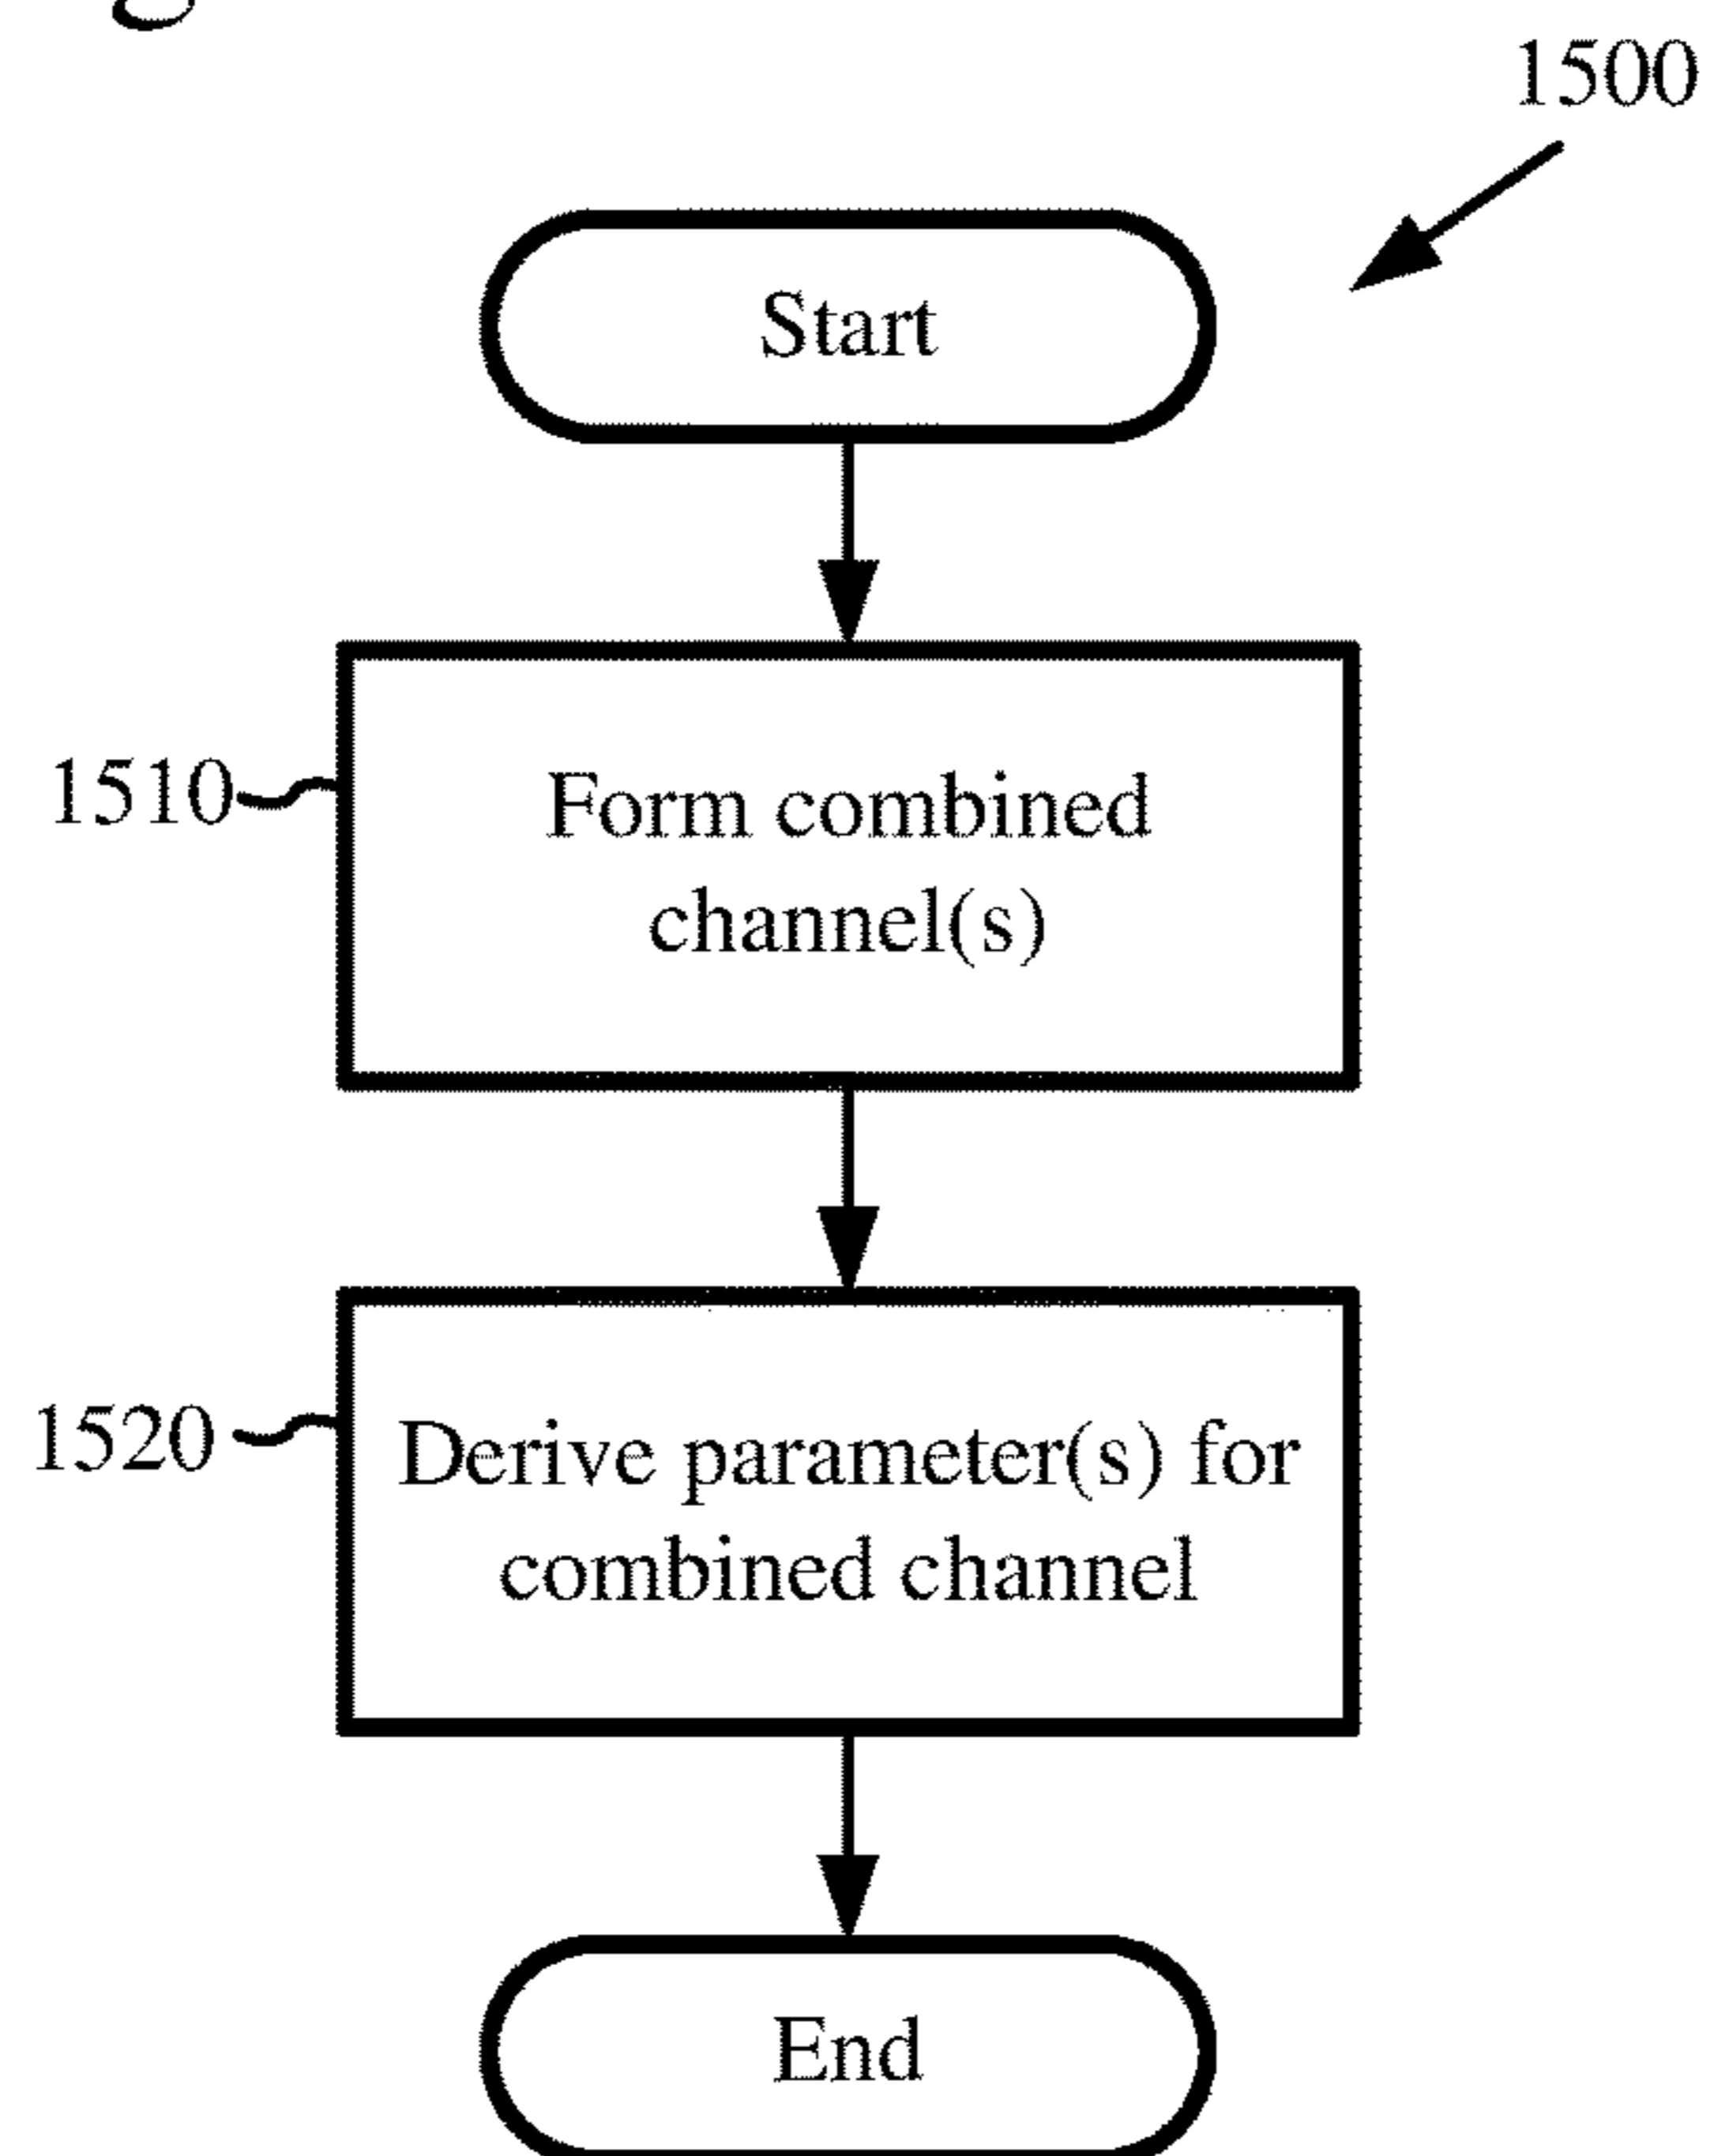 1500
Start
1510
Form combined
channel(s)
1520
Derive parameter(s) for
combined channel
End